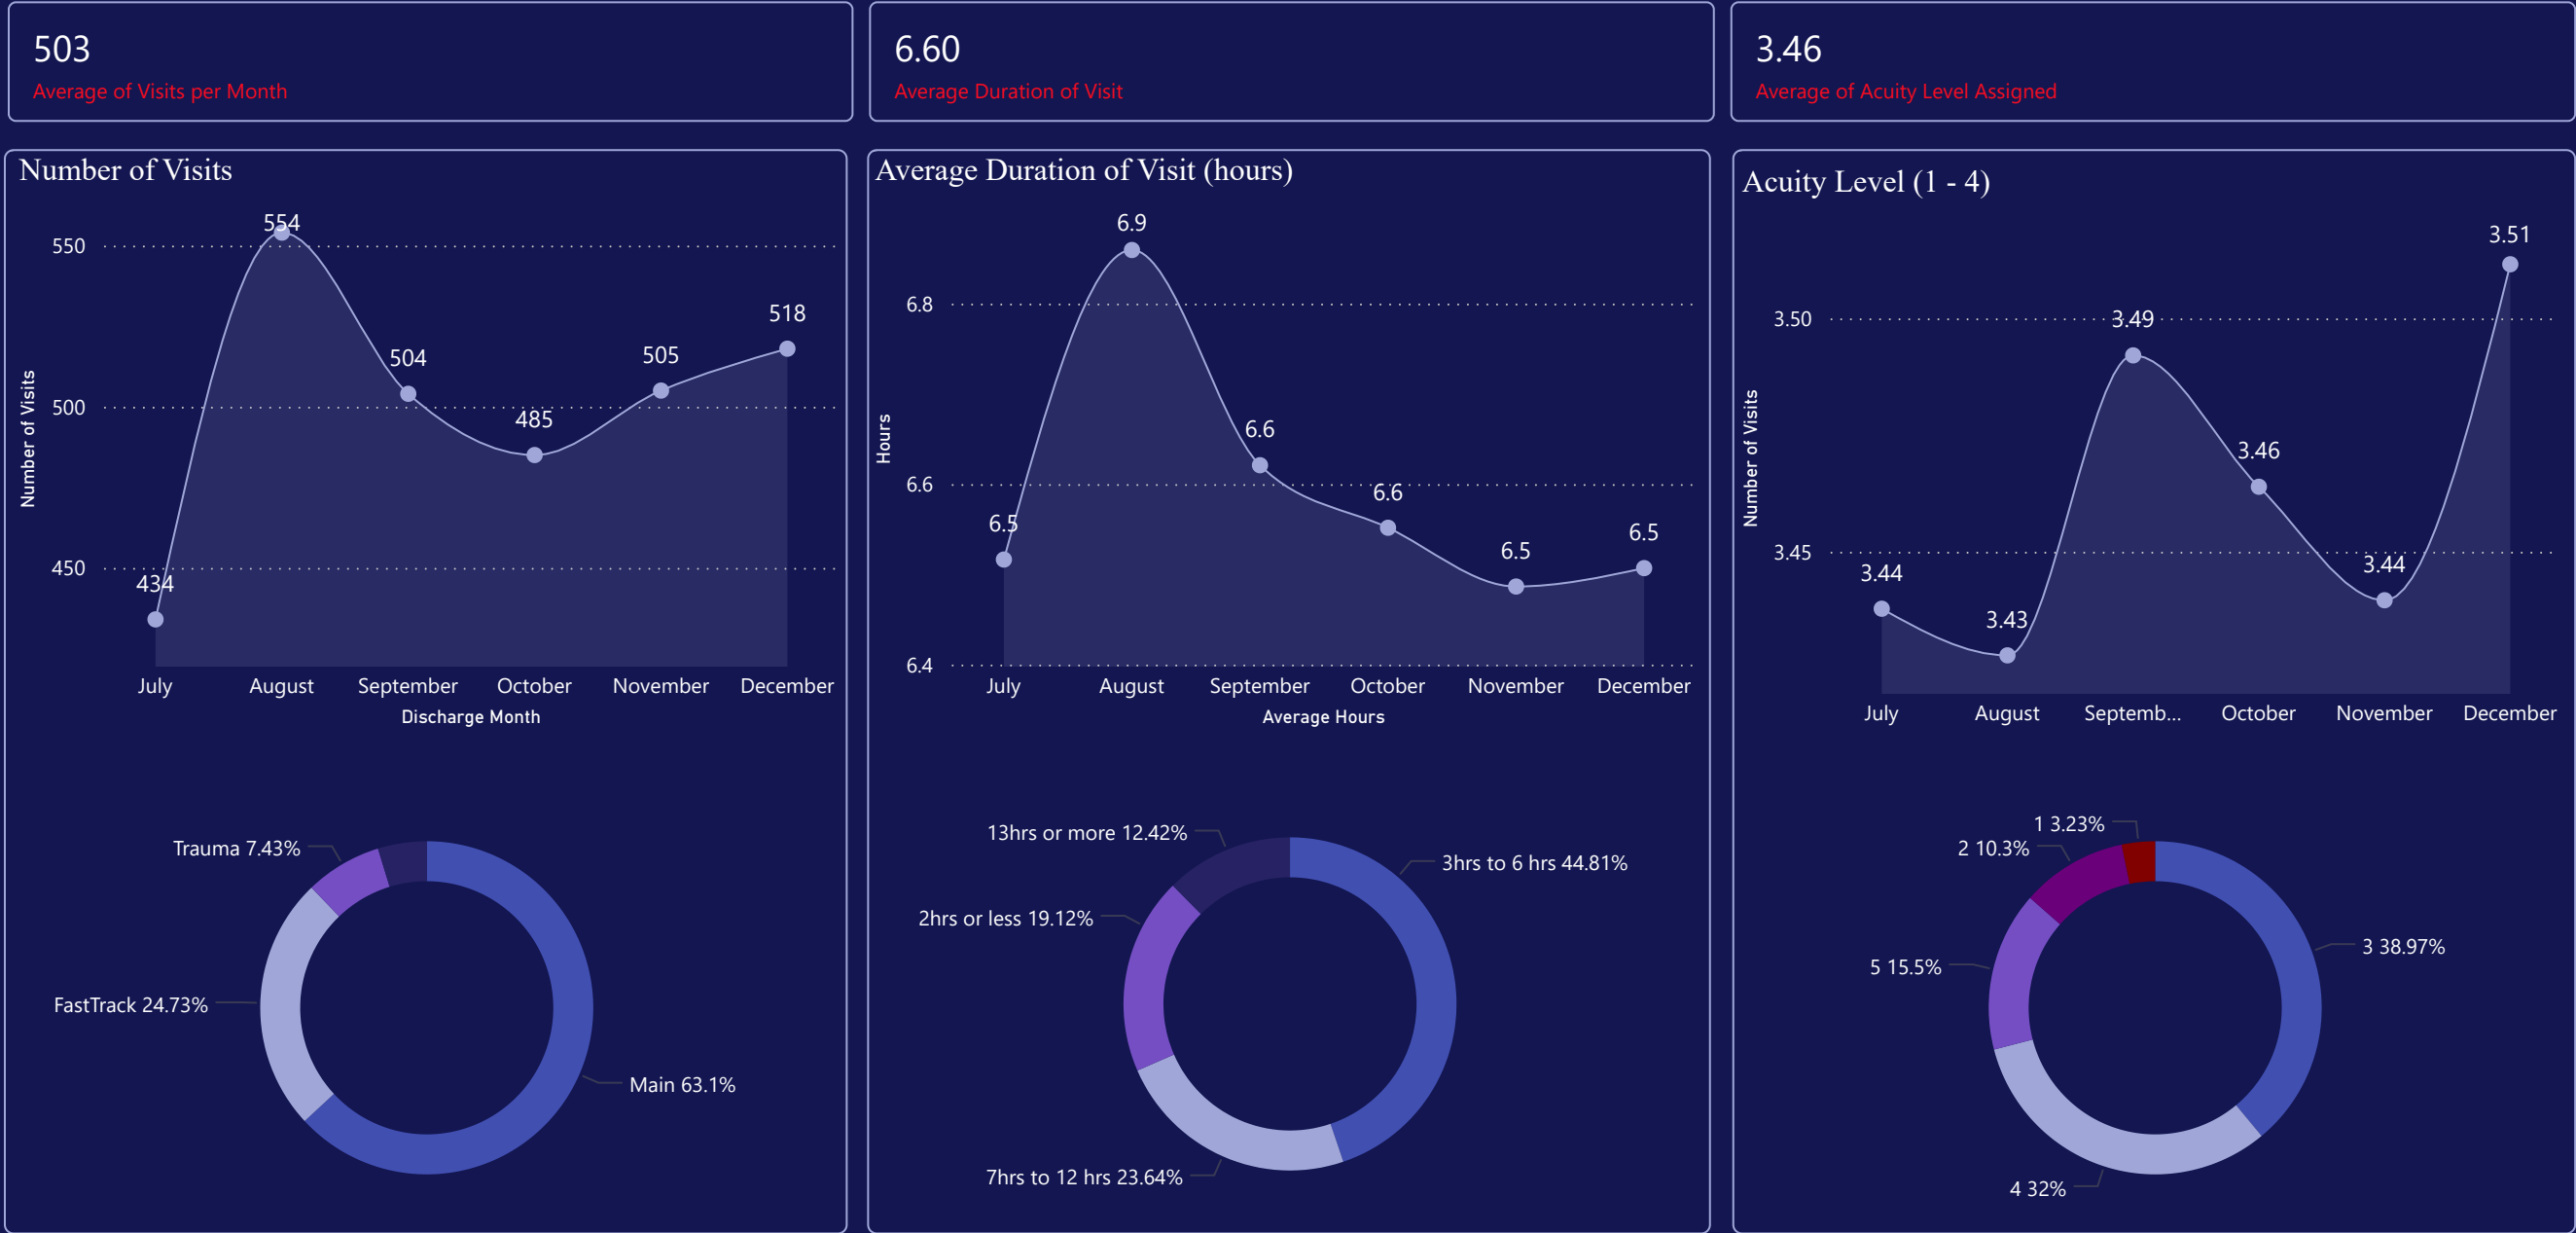 503
Average of Visits per Month
6.60
Average Duration of Visit
3.46
Average of Acuity Level Assigned
Number of Visits
554
550
518
504
505
500
485
450
434
Number of Visits
July August September October November December
Discharge Month
Trauma 7.43%
FastTrack 24.73%
Main 63.1%
Average Duration of Visit (hours)
6.9
6.8
6.6
6.6
6.6
6.5
6.5
6.5
6.4
Hours
July August September October November December
Average Hours
13hrs or more 12.42%
3hrs to 6 hrs 44.81%
2hrs or less 19.12%
7hrs to 12 hrs 23.64%
Acuity Level (1 - 4)
3.51
3.50
3.49
3.46
3.45
3.44
3.44
3.43
Number of Visits
July August Septemb... October November December
1 3.23%
2 10.3%
3 38.97%
5 15.5%
4 32%